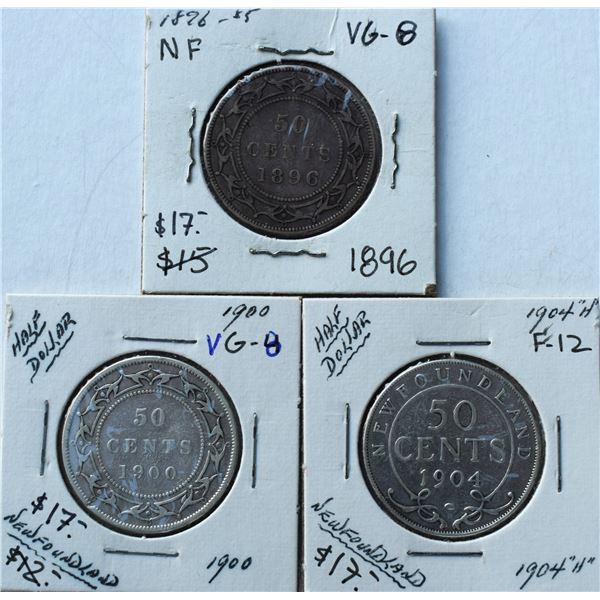 1896 - $5
NF
VG-8
50
CENTS
1896
$17.-
$15
1896
HALF
DOLLAR
1900
VG-8
50
CENTS
1900
$17.-
NEWFOUNDLAND
$12.-
1900
HALF
DOLLAR
1904 "H"
F-12
NEWFOUNDLAND
50
CENTS
1904
NEWFOUNDLAND
$17.-
1904 "H"